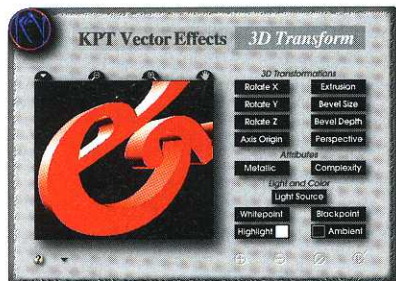 KPT Vector Effects 3D Transform
3D Transformations
Rotate X Extrusion
Rotate Y Bevel Size
Rotate Z Bevel Depth
Axis Origin Perspective
Attributes
Metallic Complexity
Light and Color
Light Source
Whitepoint Blackpoint
Highlight Ambient